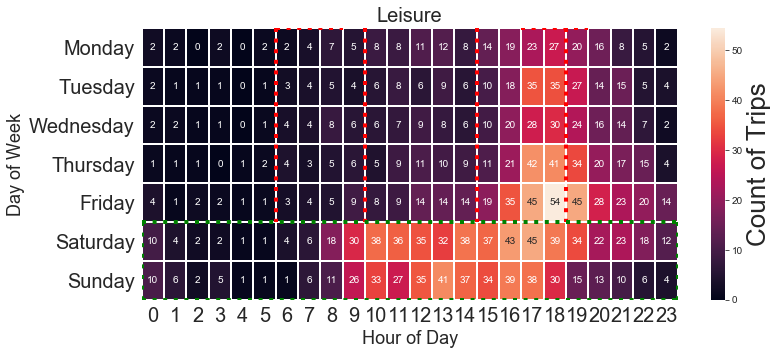 Leisure
Monday 2 2 0 2 0 2 2 4 7 5 8 8 11 12 8 14 19 23 27 20 16 8 5 2
Tuesday 2 1 1 1 0 1 3 4 5 4 6 8 6 9 6 10 18 35 35 27 14 15 5 4
Wednesday 2 2 1 1 0 1 4 4 8 6 6 7 9 8 6 10 20 28 30 24 16 14 7 2
Thursday 1 1 1 0 1 2 4 3 5 6 5 9 11 10 9 11 21 42 41 34 20 17 15 4
Friday 4 1 2 2 1 1 3 4 5 9 8 9 14 14 14 19 35 45 54 45 28 23 20 14
Saturday 10 4 2 2 1 1 4 6 18 30 38 36 35 32 38 37 43 45 39 34 22 23 18 12
Sunday 10 6 2 5 1 1 1 6 11 26 33 27 35 41 37 34 39 38 30 15 13 10 6 4
0 1 2 3 4 5 6 7 8 9 10 11 12 13 14 15 16 17 18 19 20 21 22 23
Hour of Day
Day of Week
50
40
30
20
10
0
Count of Trips